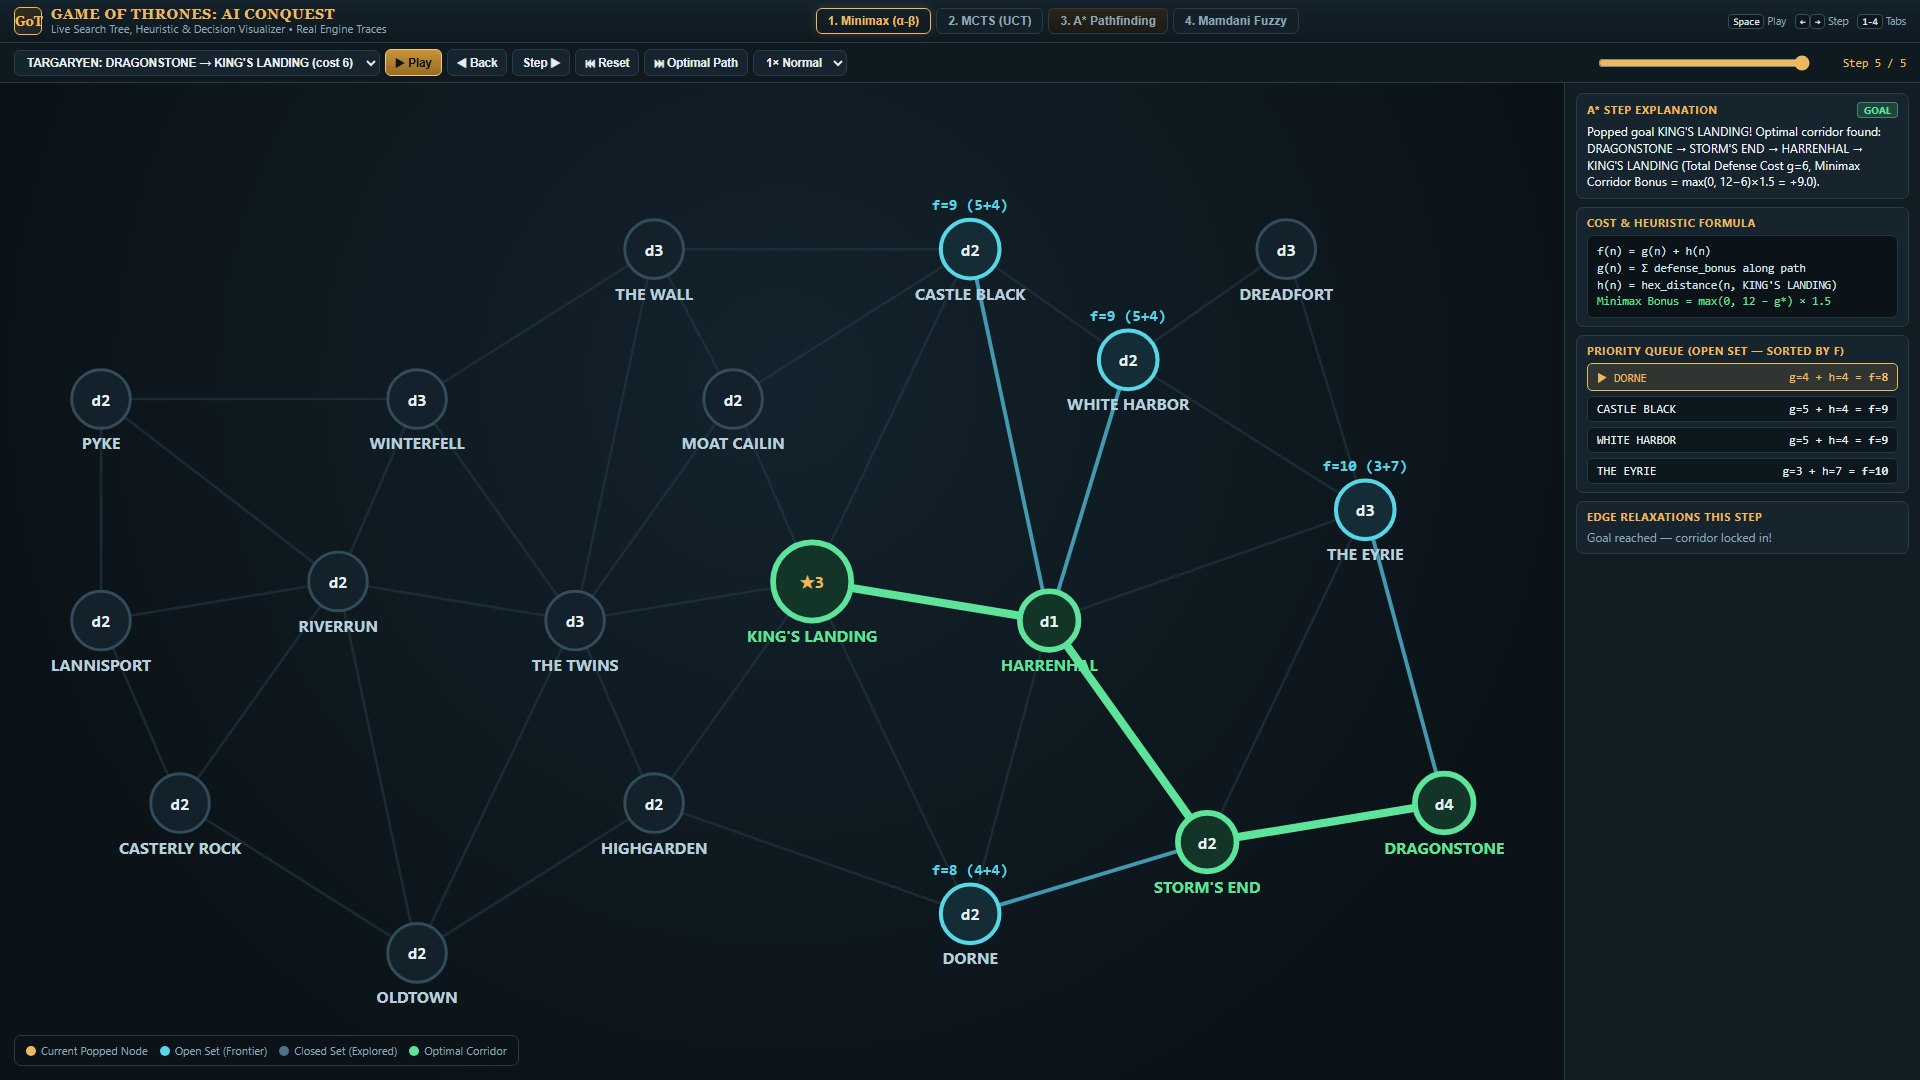 GoT
GAME OF THRONES: AI CONQUEST
Live Search Tree, Heuristic & Decision Visualizer • Real Engine Traces
1. Minimax (α-β)
2. MCTS (UCT)
3. A* Pathfinding
4. Mamdani Fuzzy
Space Play ← → Step 1-4 Tabs
TARGARYEN: DRAGONSTONE → KING'S LANDING (cost 6)
▶ Play
◀ Back
Step ▶
⏮ Reset
⏭ Optimal Path
1× Normal
Step 5 / 5
f=9 (5+4)
d3
THE WALL
d2
CASTLE BLACK
d3
DREADFORT
f=9 (5+4)
d2
WHITE HARBOR
d2
PYKE
d3
WINTERFELL
d2
MOAT CAILIN
f=10 (3+7)
d3
THE EYRIE
d2
RIVERRUN
★3
KING'S LANDING
d2
LANNISPORT
d3
THE TWINS
d1
HARRENHAL
d2
CASTERLY ROCK
d2
HIGHGARDEN
d4
DRAGONSTONE
d2
STORM'S END
f=8 (4+4)
d2
DORNE
d2
OLDTOWN
Current Popped Node
Open Set (Frontier)
Closed Set (Explored)
Optimal Corridor
A* STEP EXPLANATION
GOAL
Popped goal KING'S LANDING! Optimal corridor found:
DRAGONSTONE → STORM'S END → HARRENHAL →
KING'S LANDING (Total Defense Cost g=6, Minimax
Corridor Bonus = max(0, 12−6)×1.5 = +9.0).
COST & HEURISTIC FORMULA
f(n) = g(n) + h(n)
g(n) = Σ defense_bonus along path
h(n) = hex_distance(n, KING'S LANDING)
Minimax Bonus = max(0, 12 − g*) × 1.5
PRIORITY QUEUE (OPEN SET — SORTED BY F)
▶ DORNE g=4 + h=4 = f=8
CASTLE BLACK g=5 + h=4 = f=9
WHITE HARBOR g=5 + h=4 = f=9
THE EYRIE g=3 + h=7 = f=10
EDGE RELAXATIONS THIS STEP
Goal reached — corridor locked in!